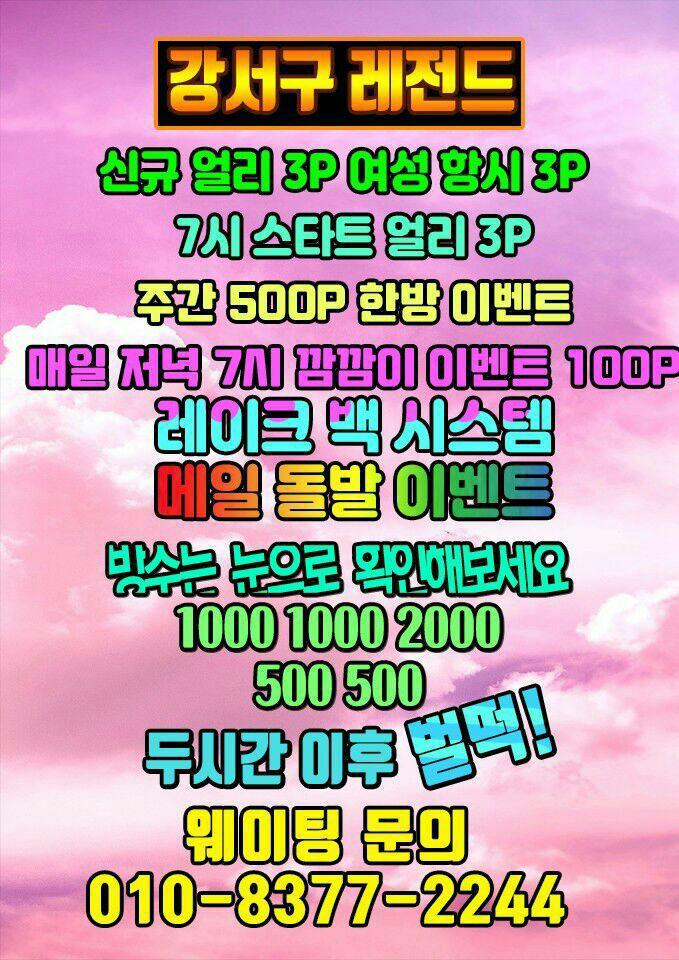 강서구 레전드
신규 얼리 3P 여성 항시 3P
7시 스타트 얼리 3P
주간 500P 한방 이벤트
매일 저녁 7시 깜깜이 이벤트 100P
레이크 백 시스템
메일 돌발 이벤트
방수는 눈으로 확인해보세요
1000 1000 2000
500 500
두시간 이후 벌떡!
웨이팅 문의
010-8377-2244